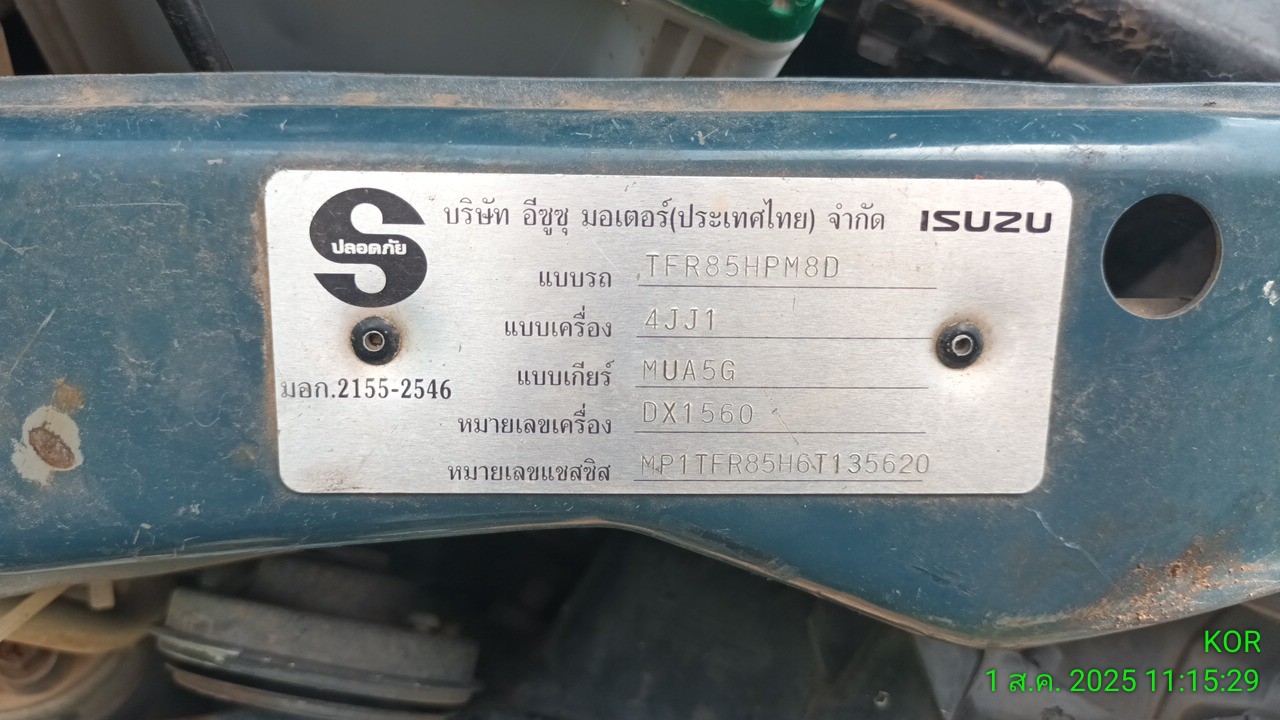 บริษัท อีซูซุ มอเตอร์(ประเทศไทย) จำกัด ISUZU
ปลอดภัย
แบบรถ TFR85HPM8D
แบบเครื่อง 4JJ1
แบบเกียร์ MUA5G
มอก.2155-2546
หมายเลขเครื่อง DX1560
หมายเลขแชสซิส MP1TFR85H6T135620
KOR
1 ส.ค. 2025 11:15:29